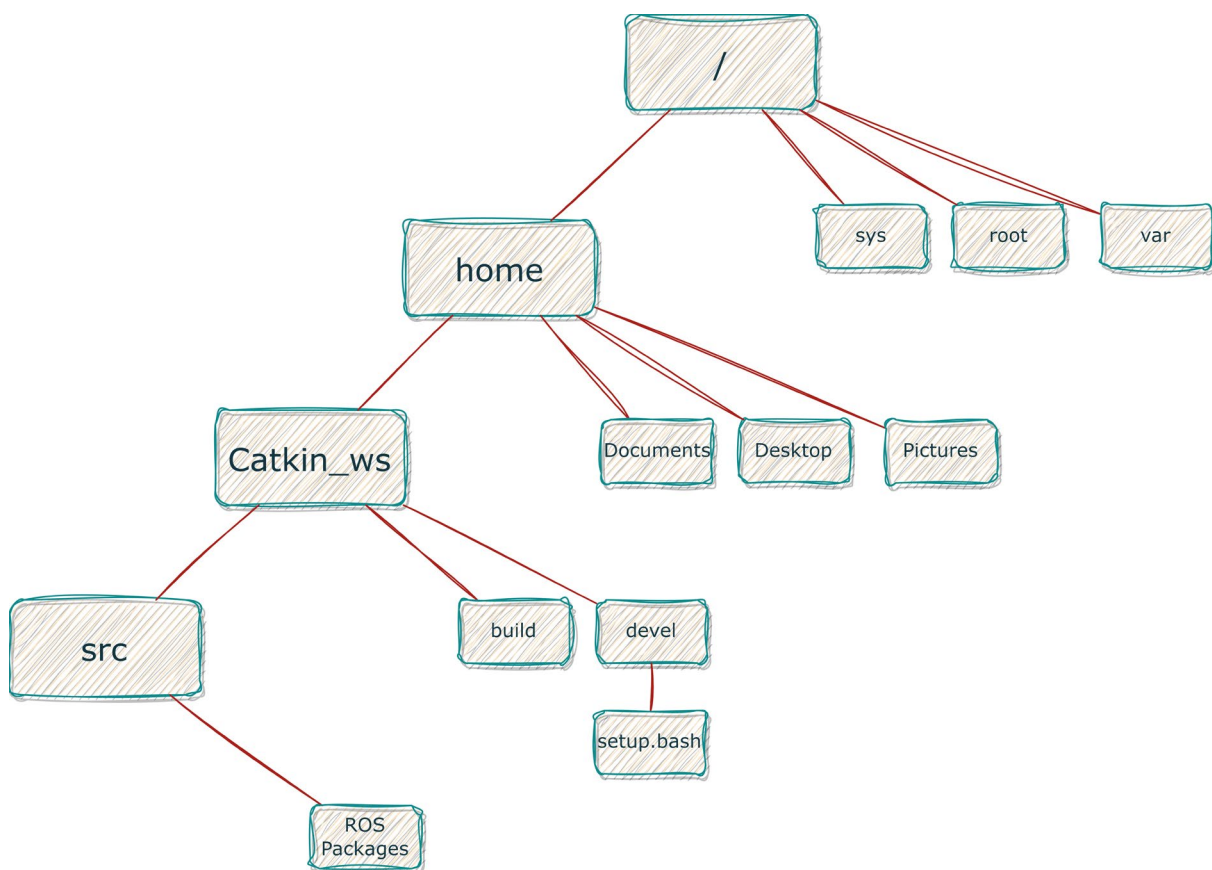 /
sys
root
var
home
Documents
Desktop
Pictures
Catkin_ws
src
build
devel
setup.bash
ROS
Packages